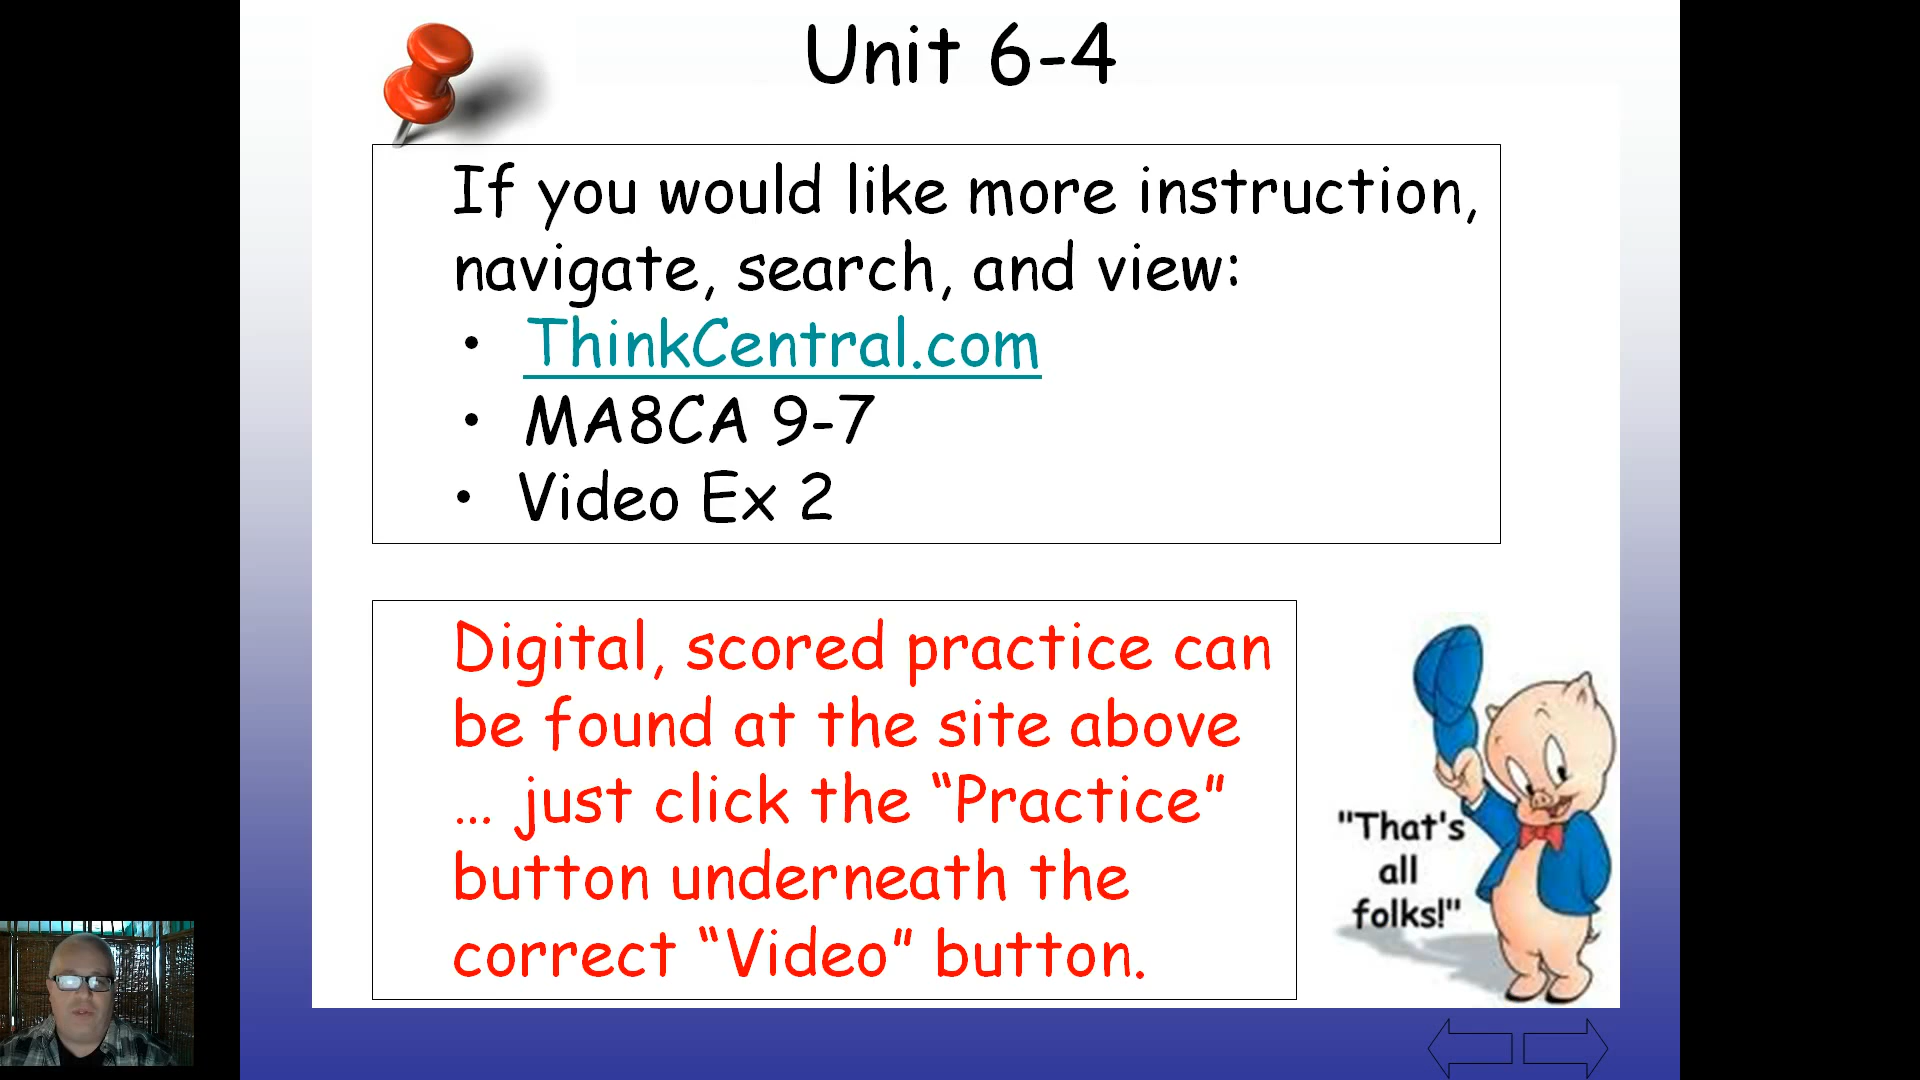 Unit 6-4
If you would like more instruction,
navigate, search, and view:
• ThinkCentral.com
• MA8CA 9-7
• Video Ex 2
Digital, scored practice can
be found at the site above
… just click the “Practice”
button underneath the
correct “Video” button.
"That's
all
folks!"